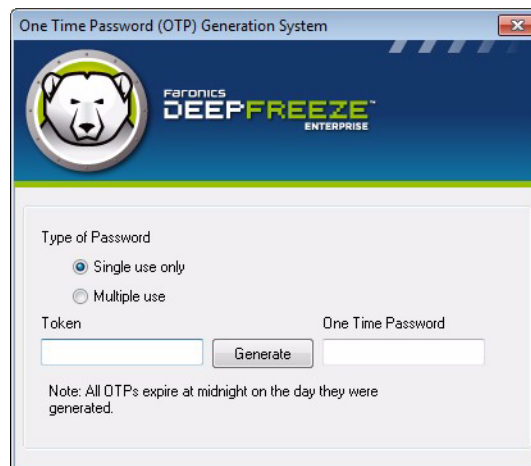 One Time Password (OTP) Generation System
Faronics
DEEPFREEZE™
ENTERPRISE
Type of Password
Single use only
Multiple use
Token
One Time Password
Generate
Note: All OTPs expire at midnight on the day they were
generated.